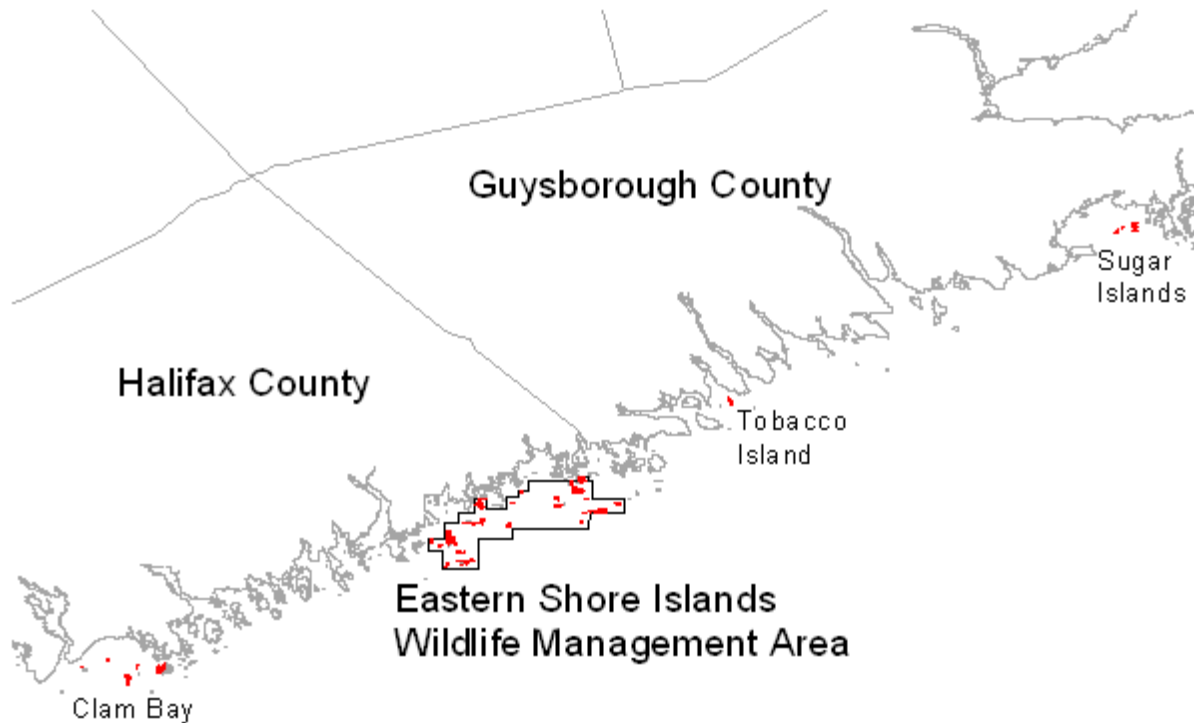 Guysborough County
Sugar
Islands
Halifax County
Tobacco
Island
Eastern Shore Islands
Wildlife Management Area
Clam Bay